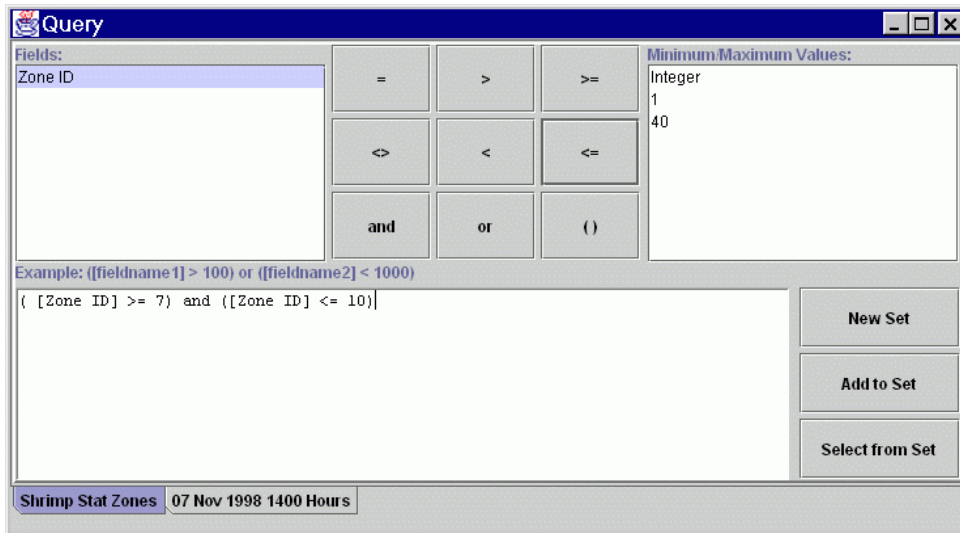 Query
Fields:
Zone ID
=
>
>=
<>
<
<=
and
or
( )
Minimum/Maximum Values:
Integer
1
40
Example: ([fieldname1] > 100) or ([fieldname2] < 1000)
( [Zone ID] >= 7) and ([Zone ID] <= 10)
New Set
Add to Set
Select from Set
Shrimp Stat Zones
07 Nov 1998 1400 Hours